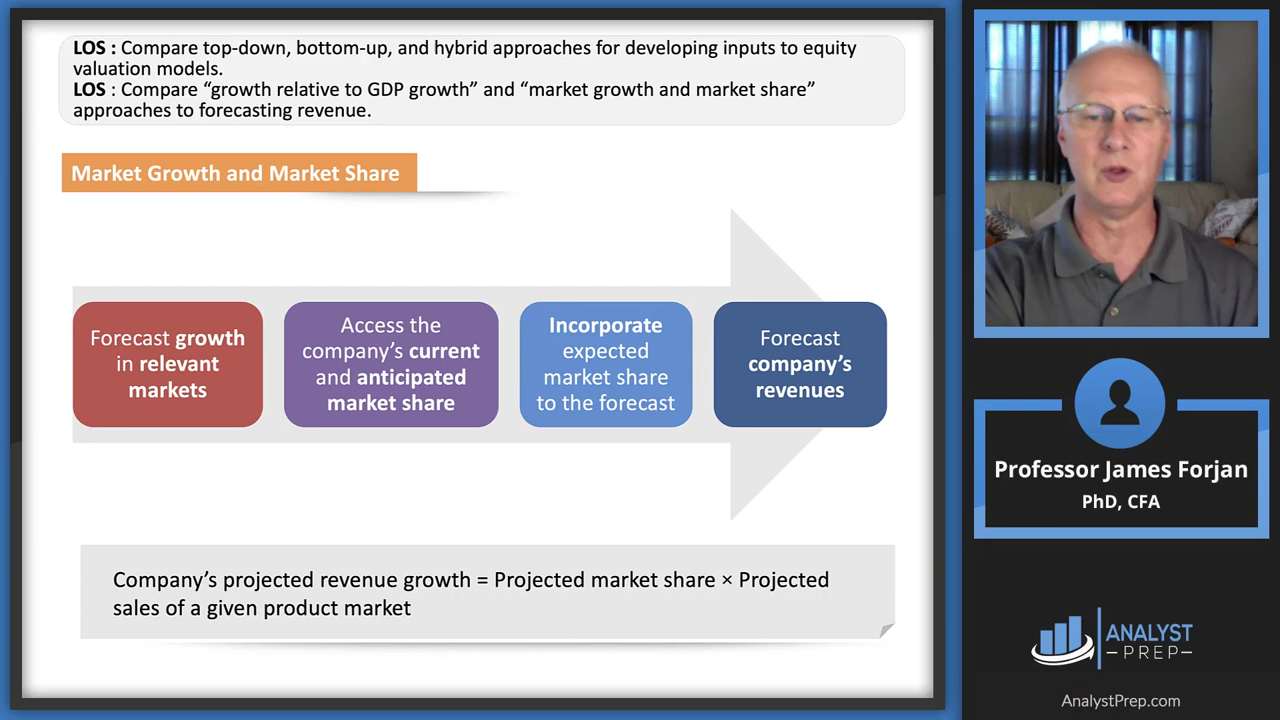 LOS : Compare top-down, bottom-up, and hybrid approaches for developing inputs to equity
valuation models.
LOS : Compare “growth relative to GDP growth” and “market growth and market share”
approaches to forecasting revenue.
Market Growth and Market Share
Forecast growth
in relevant
markets
Access the
company’s current
and anticipated
market share
Incorporate
expected
market share
to the forecast
Forecast
company’s
revenues
Company’s projected revenue growth = Projected market share × Projected
sales of a given product market
Professor James Forjan
PhD, CFA
ANALYST
PREP
AnalystPrep.com